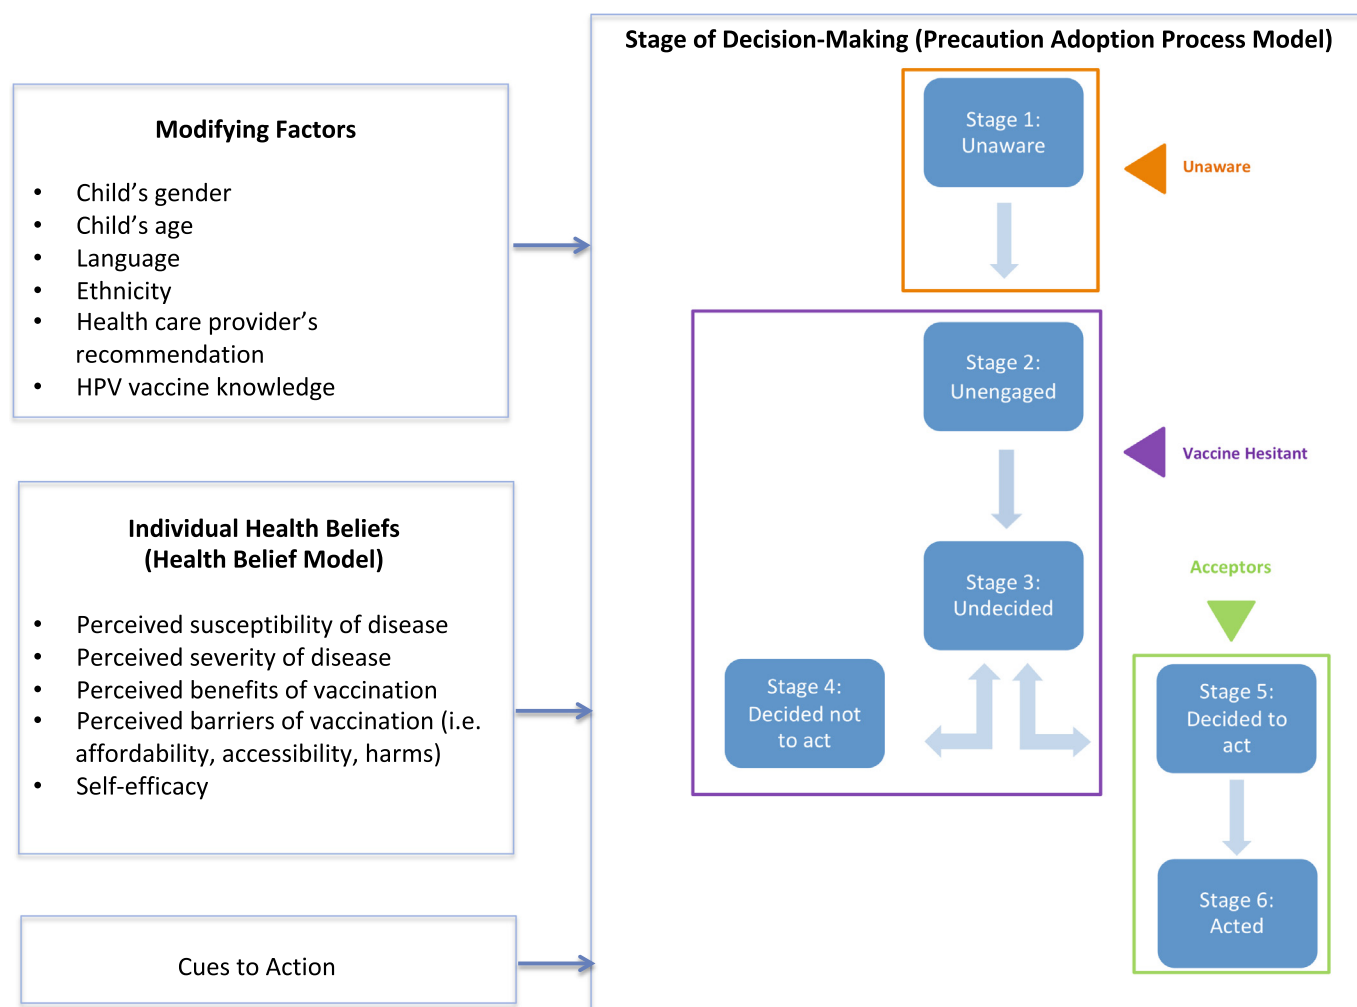 Stage of Decision-Making (Precaution Adoption Process Model)
Modifying Factors
• Child’s gender
• Child’s age
• Language
• Ethnicity
• Health care provider’s
recommendation
• HPV vaccine knowledge
Individual Health Beliefs
(Health Belief Model)
• Perceived susceptibility of disease
• Perceived severity of disease
• Perceived benefits of vaccination
• Perceived barriers of vaccination (i.e.
affordability, accessibility, harms)
• Self-efficacy
Cues to Action
Stage 1:
Unaware
Unaware
Stage 2:
Unengaged
Vaccine Hesitant
Stage 3:
Undecided
Stage 4:
Decided not
to act
Acceptors
Stage 5:
Decided to
act
Stage 6:
Acted